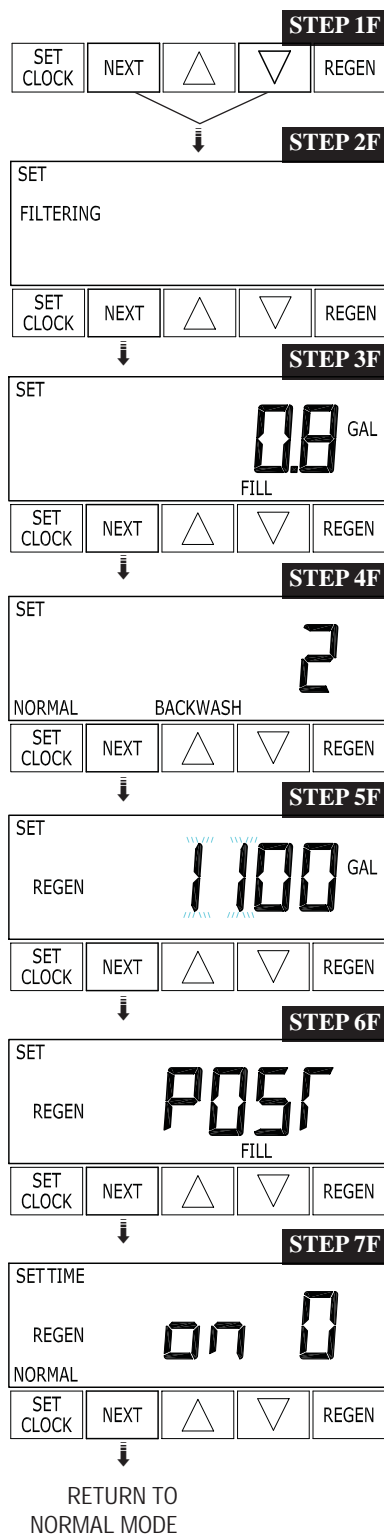 STEP 1F
SET CLOCK NEXT REGEN
STEP 2F
SET
FILTERING
SET CLOCK NEXT REGEN
STEP 3F
SET
0.8 GAL
FILL
SET CLOCK NEXT REGEN
STEP 4F
SET
2
NORMAL BACKWASH
SET CLOCK NEXT REGEN
STEP 5F
SET
REGEN 1100 GAL
SET CLOCK NEXT REGEN
STEP 6F
SET
REGEN POST
FILL
SET CLOCK NEXT REGEN
STEP 7F
SET TIME
REGEN on 0
NORMAL
SET CLOCK NEXT REGEN
RETURN TO
NORMAL MODE